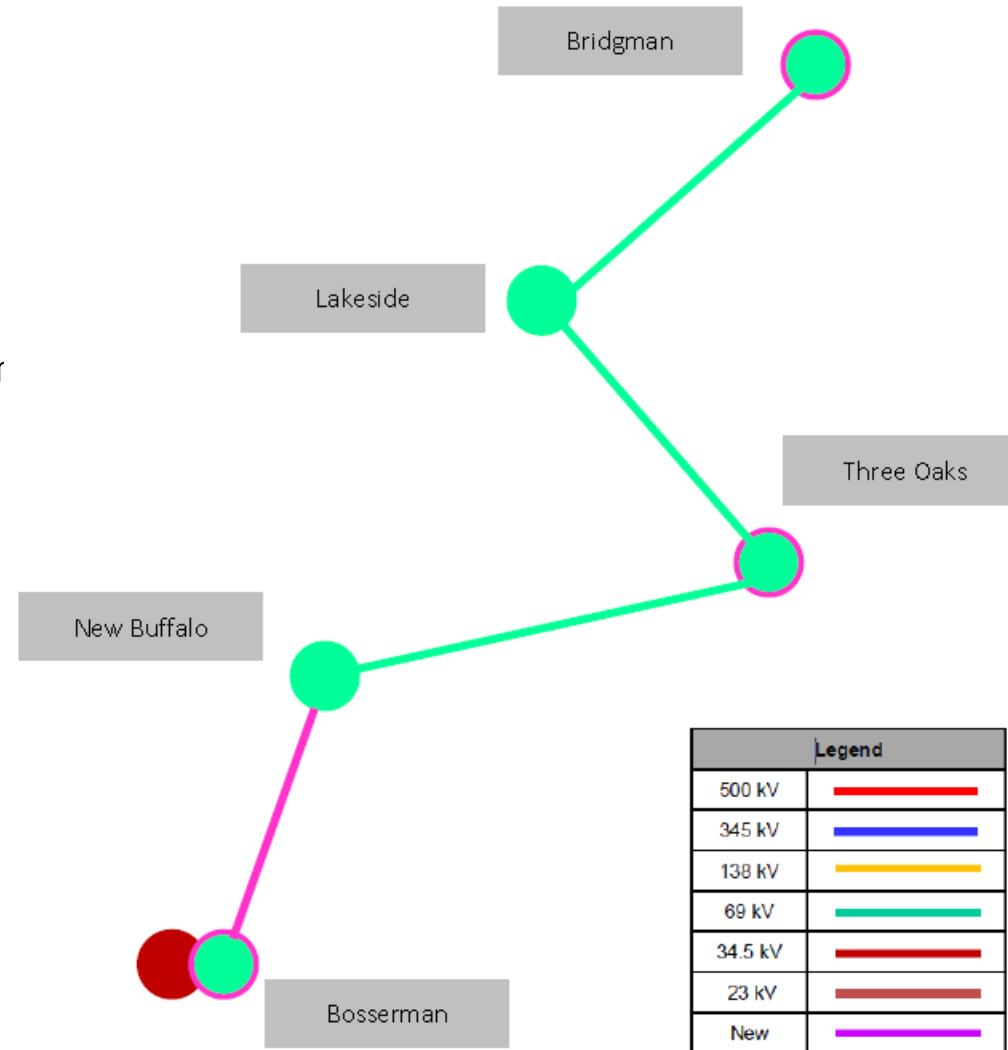 Bridgman
Lakeside
r
Three Oaks
New Buffalo
Legend
500 kV
345 kV
138 kV
69 kV
34.5 kV
23 kV
New
Bosserman